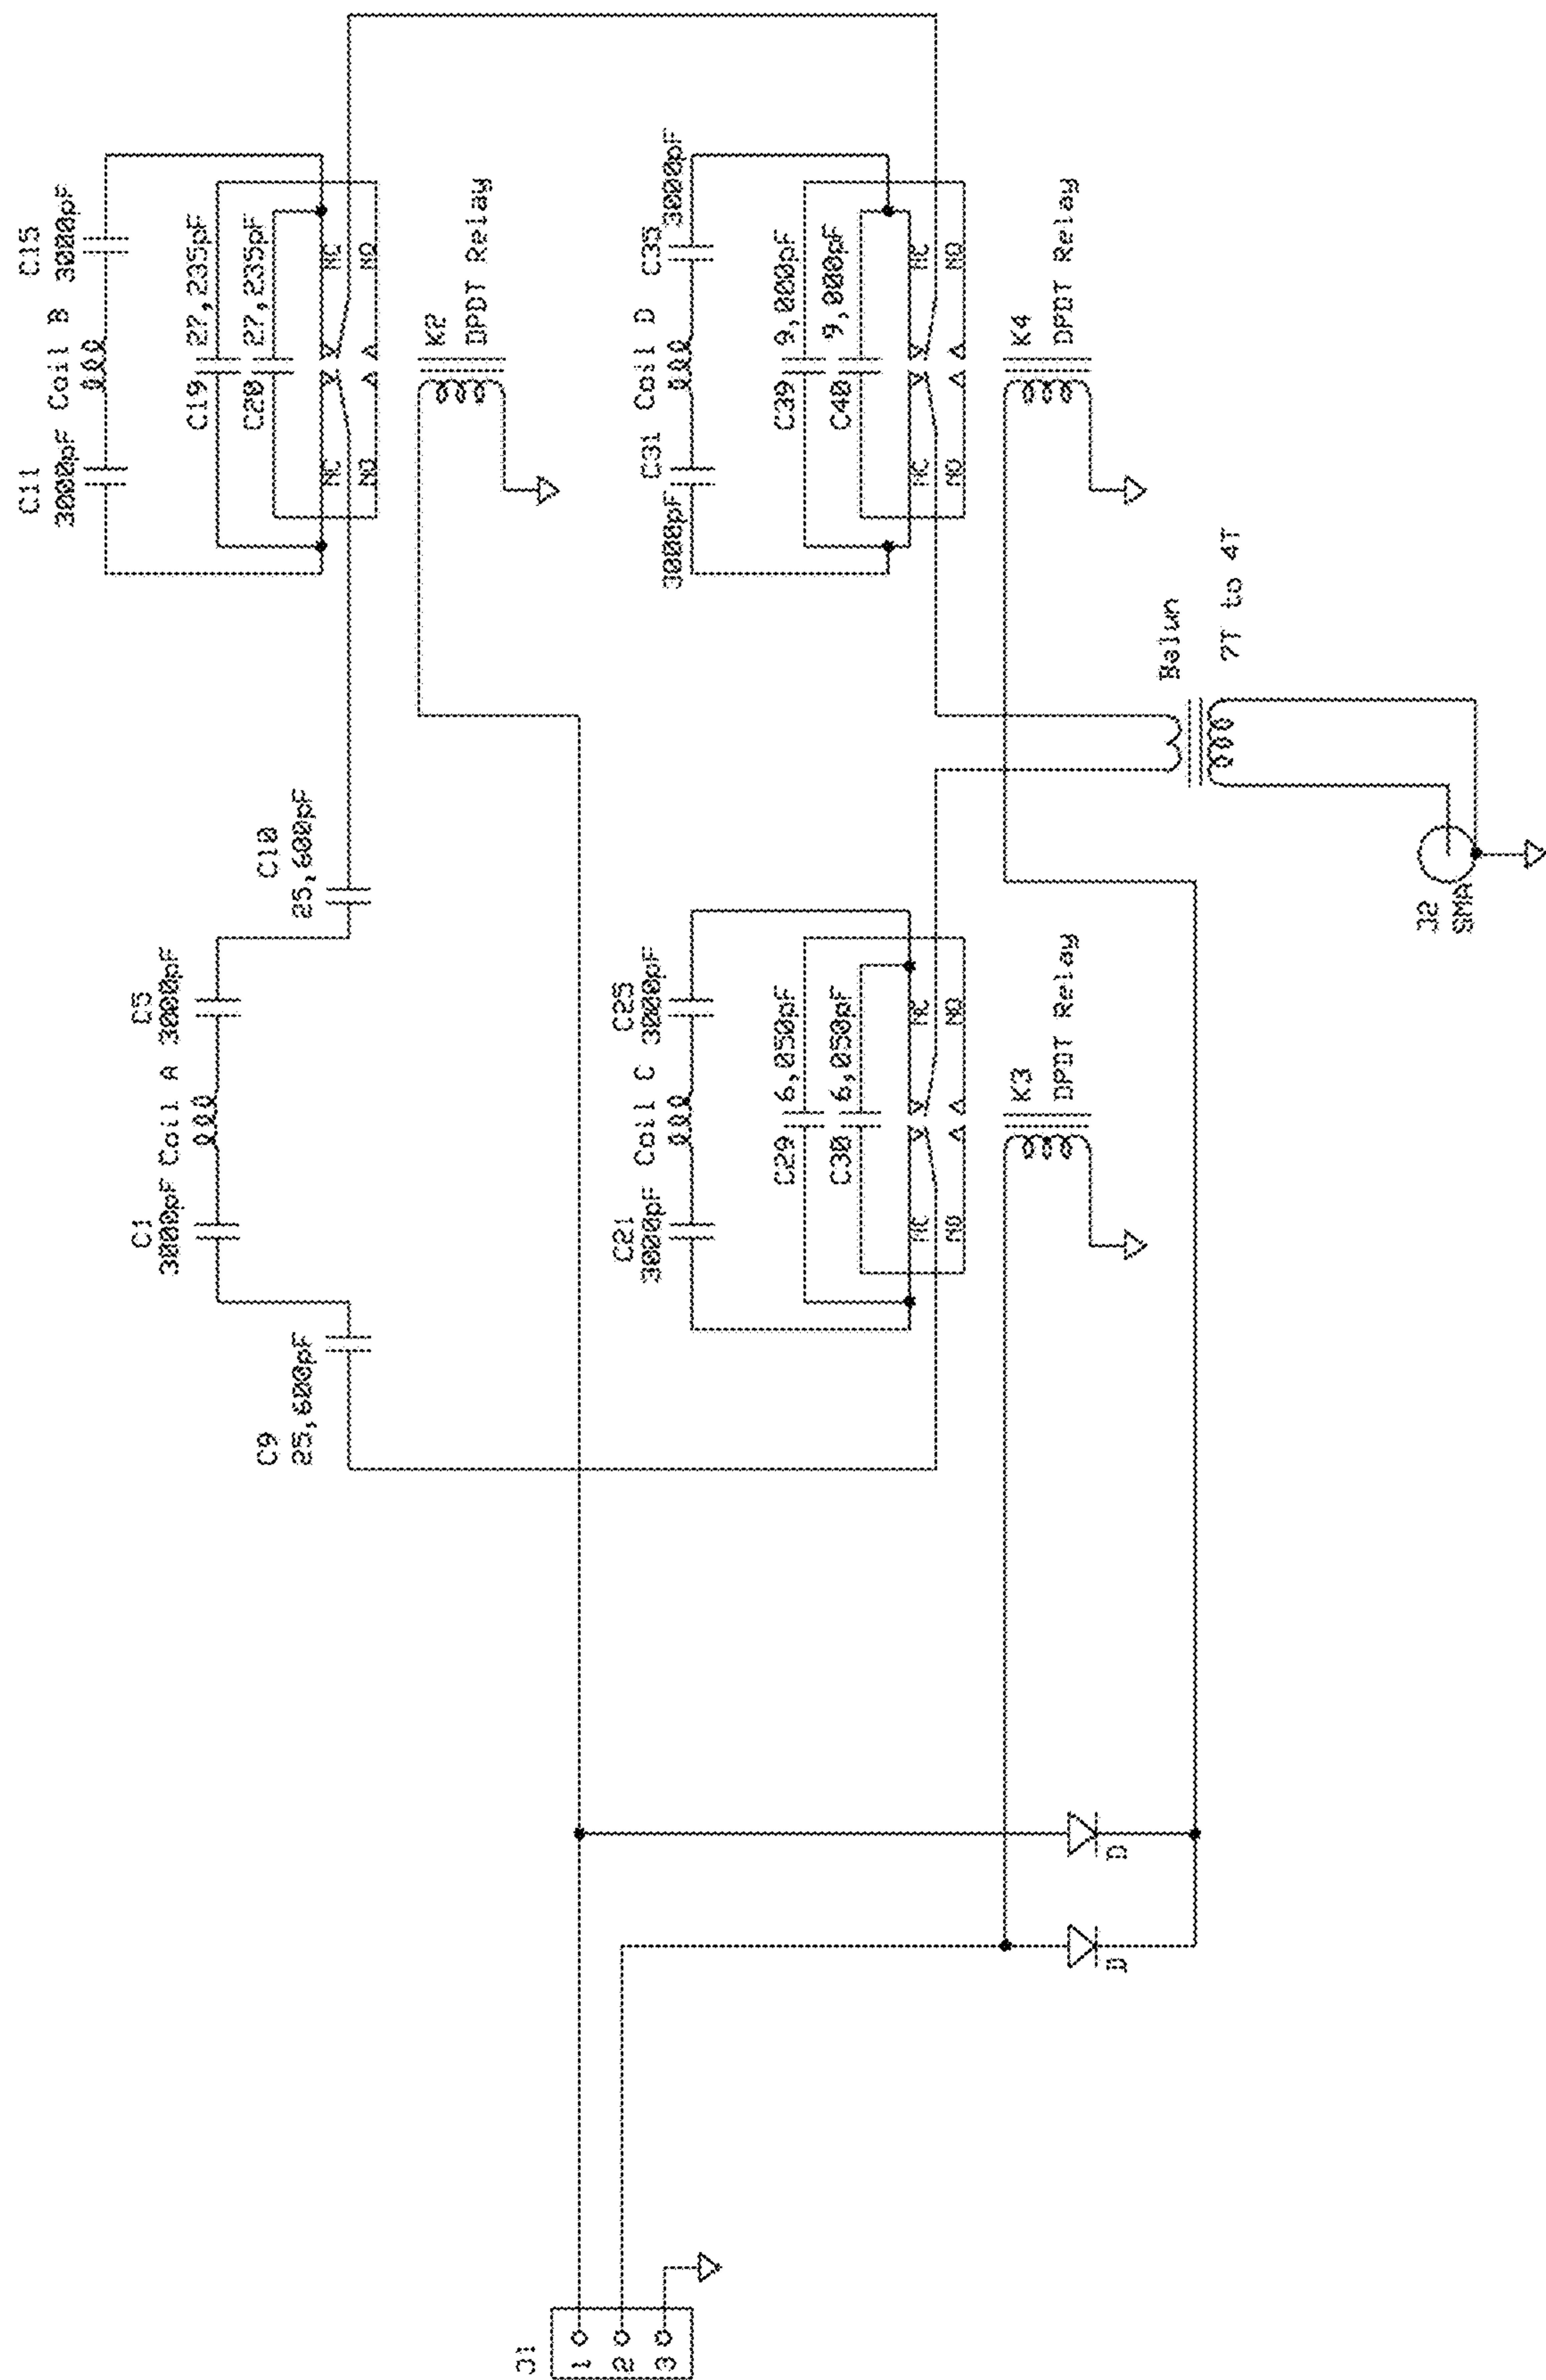 C11
3000pF
Coil B
C15
3000pF
C19
27,235pF
C20
27,235pF
NC
NC
NO
NO
K2
DPDT Relay
C1
3000pF
Coil A
C5
3000pF
C9
25,600pF
C10
25,600pF
C31
3000pF
Coil D
C35
3000pF
C39
9,000pF
C40
9,000pF
NC
NC
NO
NO
K4
DPDT Relay
C21
3000pF
Coil C
C25
3000pF
C29
6,050pF
C30
6,050pF
NC
NC
NO
NO
K3
DPDT Relay
Balun
7T to 4T
J2
SMA
D
D
J1
1
2
3